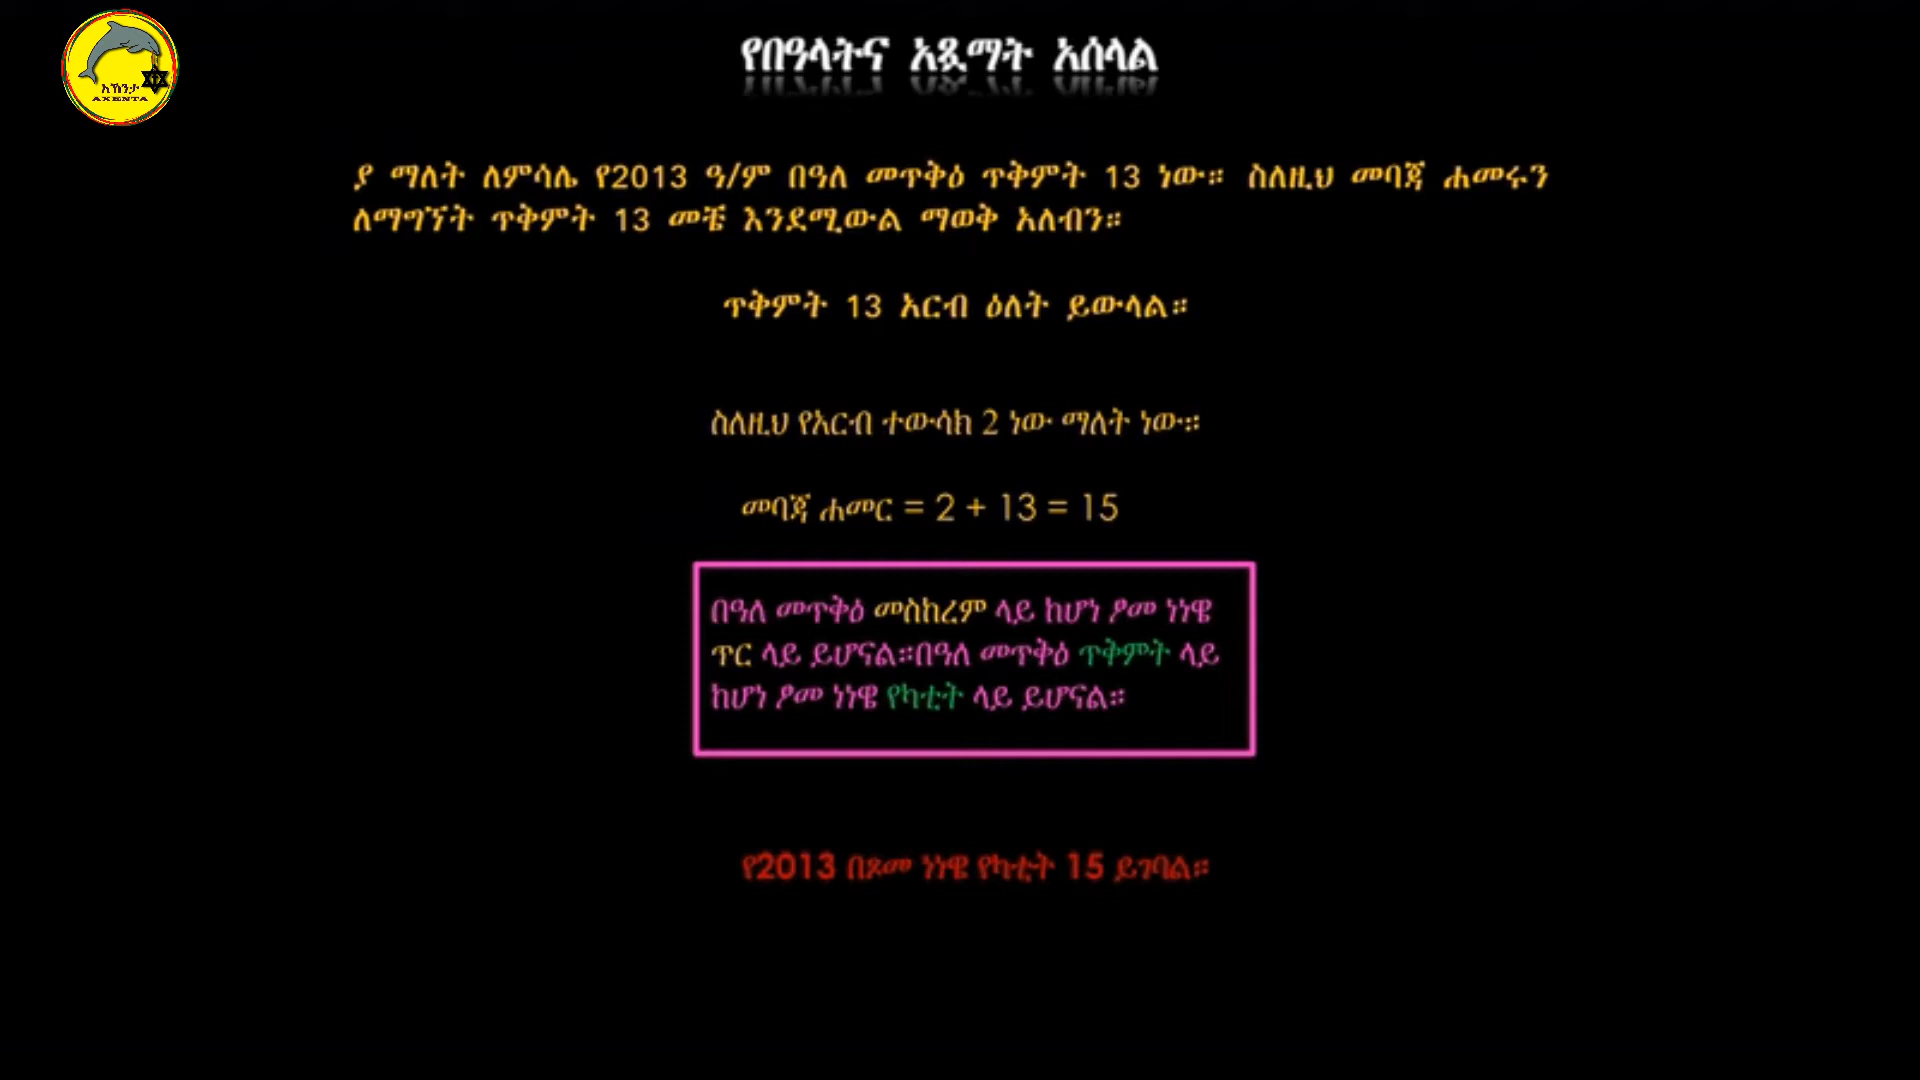 አኸንታ
AXENTA
የበዓላትና አጿማት አሰላል
ያ ማለት ለምሳሌ የ2013 ዓ/ም በዓለ መጥቅዕ ጥቅምት 13 ነው። ስለዚህ መባጃ ሐመሩን
ለማግኘት ጥቅምት 13 መቼ እንደሚውል ማወቅ አለብን።
ጥቅምት 13 አርብ ዕለት ይውላል።
ስለዚህ የአርብ ተውሳክ 2 ነው ማለት ነው።
መባጃ ሐመር = 2 + 13 = 15
በዓለ መጥቅዕ መስከረም ላይ ከሆነ ፆመ ነነዌ
ጥር ላይ ይሆናል።በዓለ መጥቅዕ ጥቅምት ላይ
ከሆነ ፆመ ነነዌ የካቲት ላይ ይሆናል።
የ2013 በጾመ ነነዌ የካቲት 15 ይገባል።